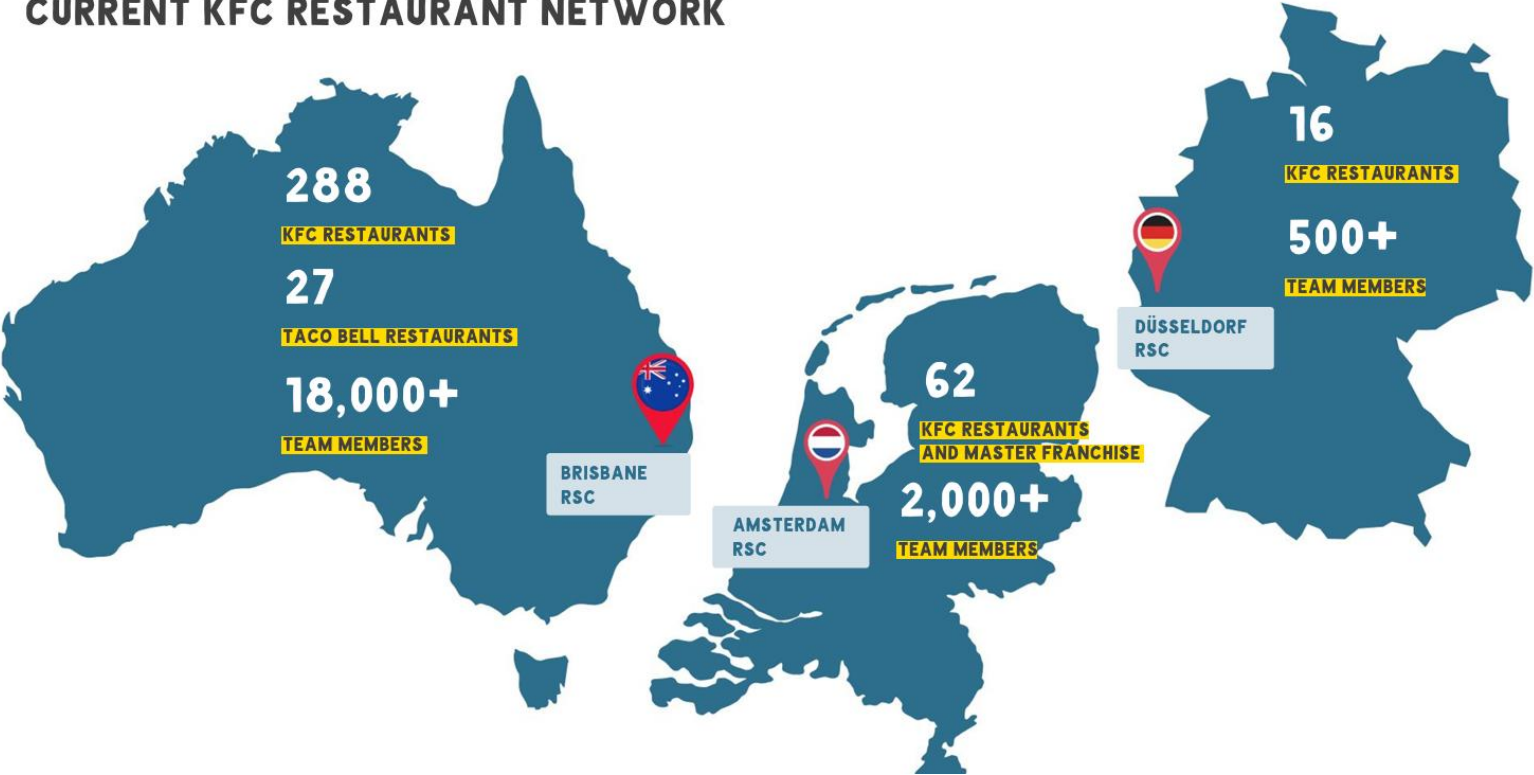 CURRENT KFC RESTAURANT NETWORK
288
KFC RESTAURANTS
27
TACO BELL RESTAURANTS
18,000+
TEAM MEMBERS
BRISBANE
RSC
62
KFC RESTAURANTS
AND MASTER FRANCHISE
2,000+
TEAM MEMBERS
AMSTERDAM
RSC
16
KFC RESTAURANTS
500+
TEAM MEMBERS
DÜSSELDORF
RSC